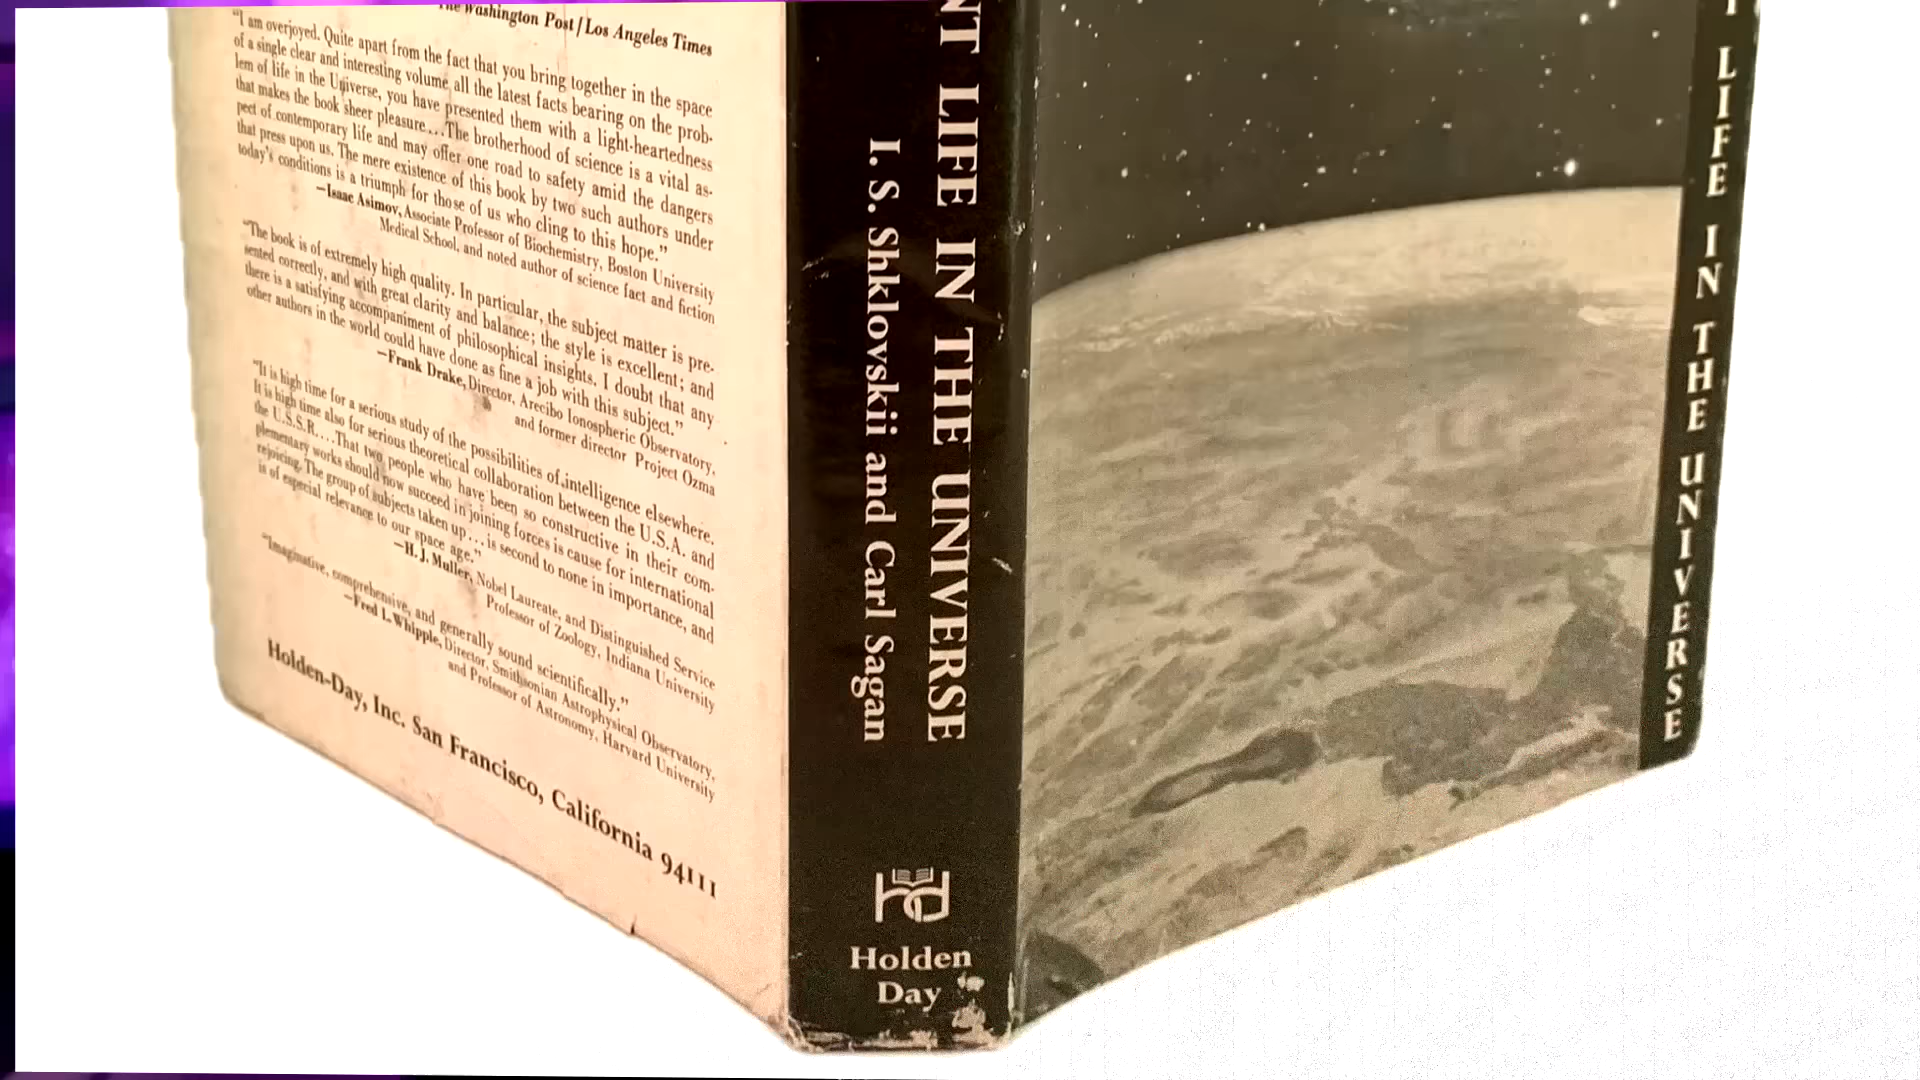 The Washington Post/Los Angeles Times
"I am overjoyed. Quite apart from the fact that you bring together in the space
of a single clear and interesting volume all the latest facts bearing on the prob-
lem of life in the Universe, you have presented them with a light-heartedness
that makes the book sheer pleasure...The brotherhood of science is a vital as-
pect of contemporary life and may offer one road to safety amid the dangers
that press upon us. The mere existence of this book by two such authors under
today's conditions is a triumph for those of us who cling to this hope."
—Isaac Asimov, Associate Professor of Biochemistry, Boston University
Medical School, and noted author of science fact and fiction
"The book is of extremely high quality. In particular, the subject matter is pre-
sented correctly, and with great clarity and balance; the style is excellent; and
there is a satisfying accompaniment of philosophical insights. I doubt that any
other authors in the world could have done as fine a job with this subject."
—Frank Drake, Director, Arecibo Ionospheric Observatory,
and former director Project Ozma
"It is high time for a serious study of the possibilities of intelligence elsewhere.
It is high time also for serious theoretical collaboration between the U.S.A. and
the U.S.S.R....That two people who have been so constructive in their com-
plementary works should now succeed in joining forces is cause for international
rejoicing. The group of subjects taken up...is second to none in importance, and
is of especial relevance to our space age."
—H. J. Muller, Nobel Laureate, and Distinguished Service
Professor of Zoology, Indiana University
"Imaginative, comprehensive, and generally sound scientifically."
—Fred L. Whipple, Director, Smithsonian Astrophysical Observatory,
and Professor of Astronomy, Harvard University
Holden-Day, Inc. San Francisco, California 94111
NT LIFE IN THE UNIVERSE
I. S. Shklovskii and Carl Sagan
hd
Holden
Day
T LIFE IN THE UNIVERSE